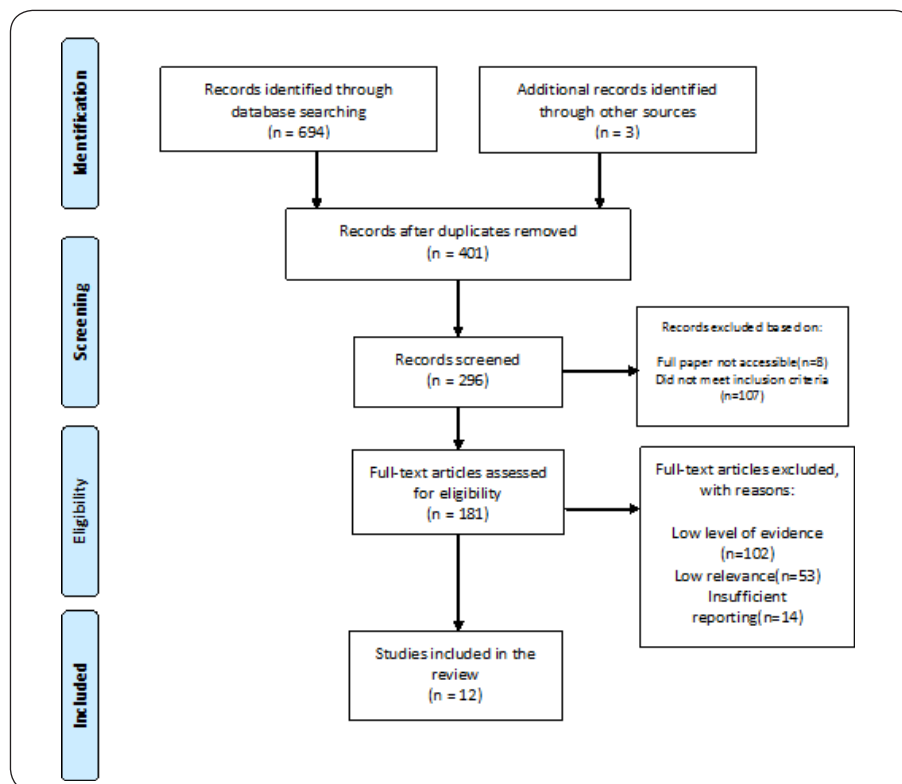 Identification
Records identified through
database searching
(n = 694)
Additional records identified
through other sources
(n = 3)
Records after duplicates removed
(n = 401)
Screening
Records screened
(n = 296)
Records excluded based on:
Full paper not accessible(n=8)
Did not meet inclusion criteria
(n=107)
Eligibility
Full-text articles assessed
for eligibility
(n = 181)
Full-text articles excluded,
with reasons:
Low level of evidence
(n=102)
Low relevance(n=53)
Insufficient
reporting(n=14)
Included
Studies included in the
review
(n = 12)